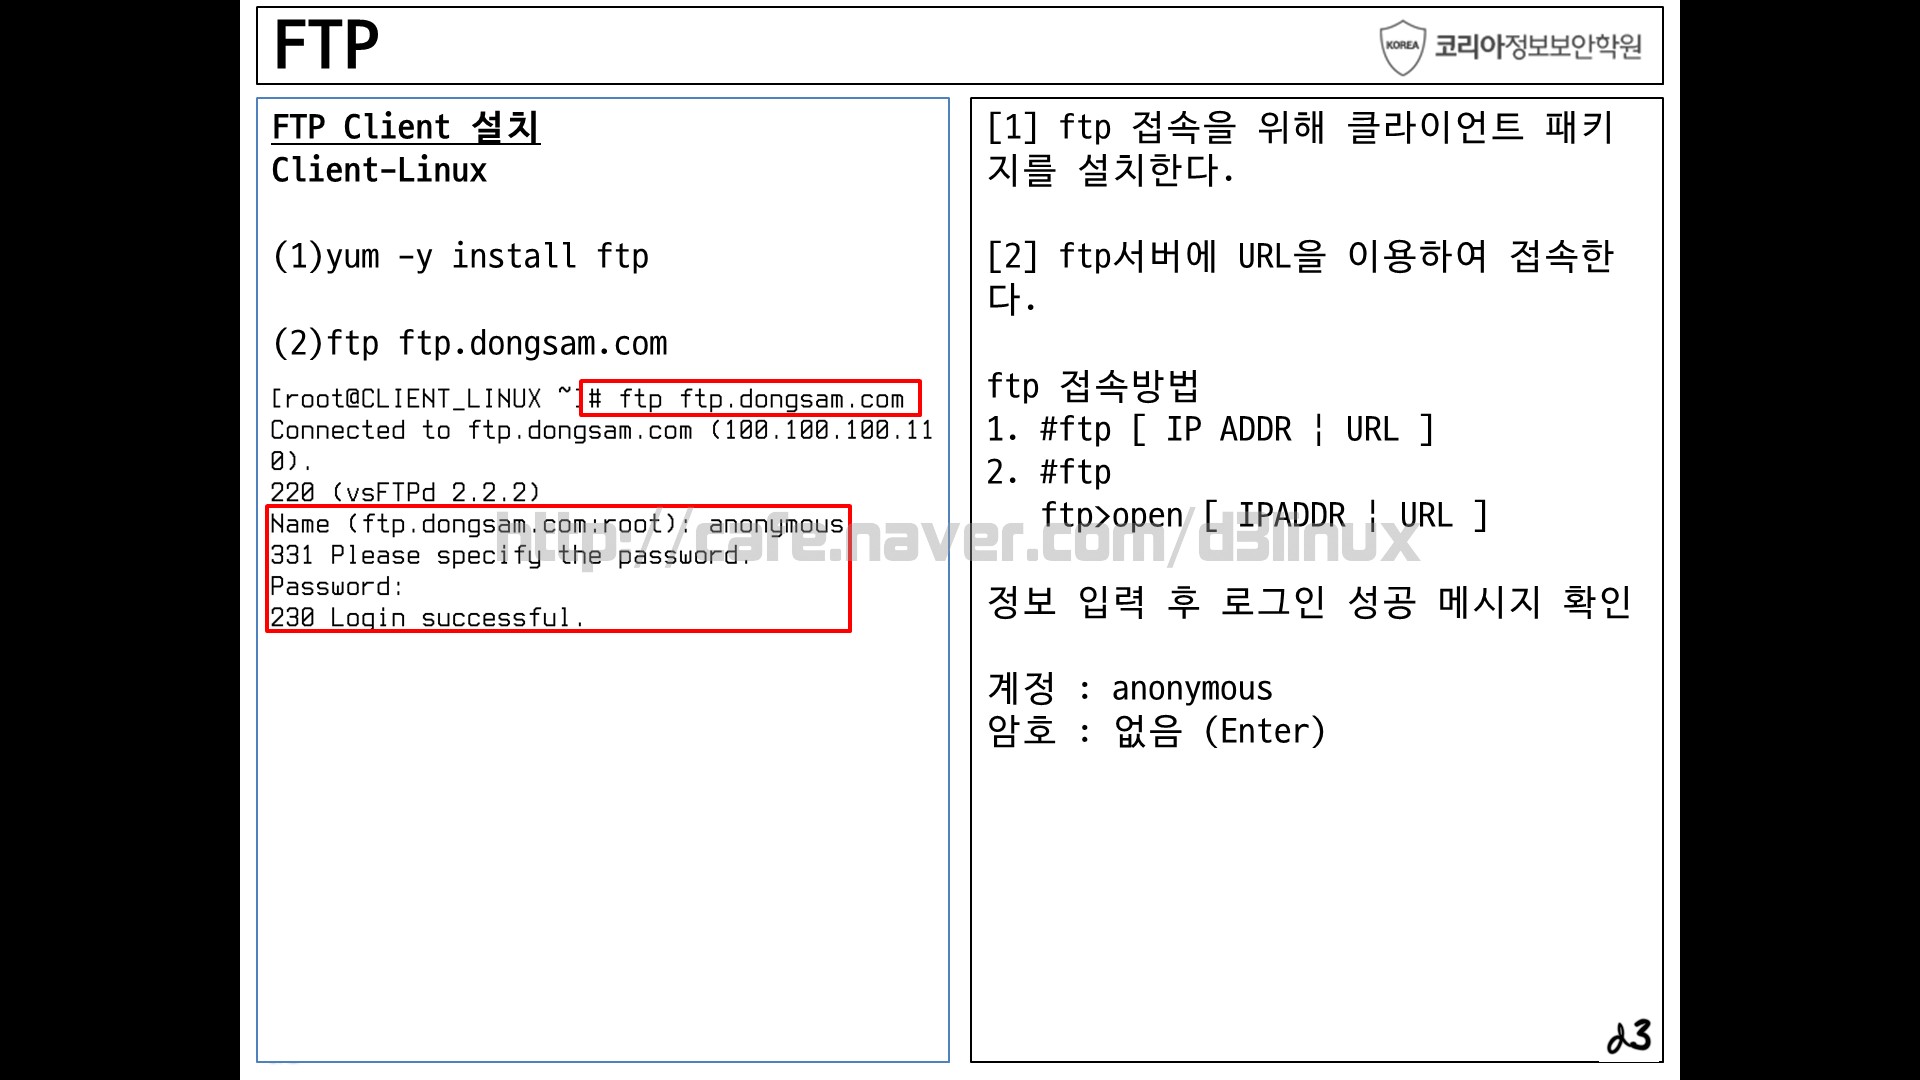 FTP
KOREA 코리아정보보안학원
FTP Client 설치
Client-Linux
(1)yum -y install ftp
(2)ftp ftp.dongsam.com
[root@CLIENT_LINUX ~]# ftp ftp.dongsam.com
Connected to ftp.dongsam.com (100.100.100.11
0).
220 (vsFTPd 2.2.2)
Name (ftp.dongsam.com:root): anonymous
331 Please specify the password.
Password:
230 Login successful.
[1] ftp 접속을 위해 클라이언트 패키
지를 설치한다.
[2] ftp서버에 URL을 이용하여 접속한
다.
ftp 접속방법
1. #ftp [ IP ADDR ¦ URL ]
2. #ftp
ftp>open [ IPADDR ¦ URL ]
정보 입력 후 로그인 성공 메시지 확인
계정 : anonymous
암호 : 없음 (Enter)
http://cafe.naver.com/d3linux
d3